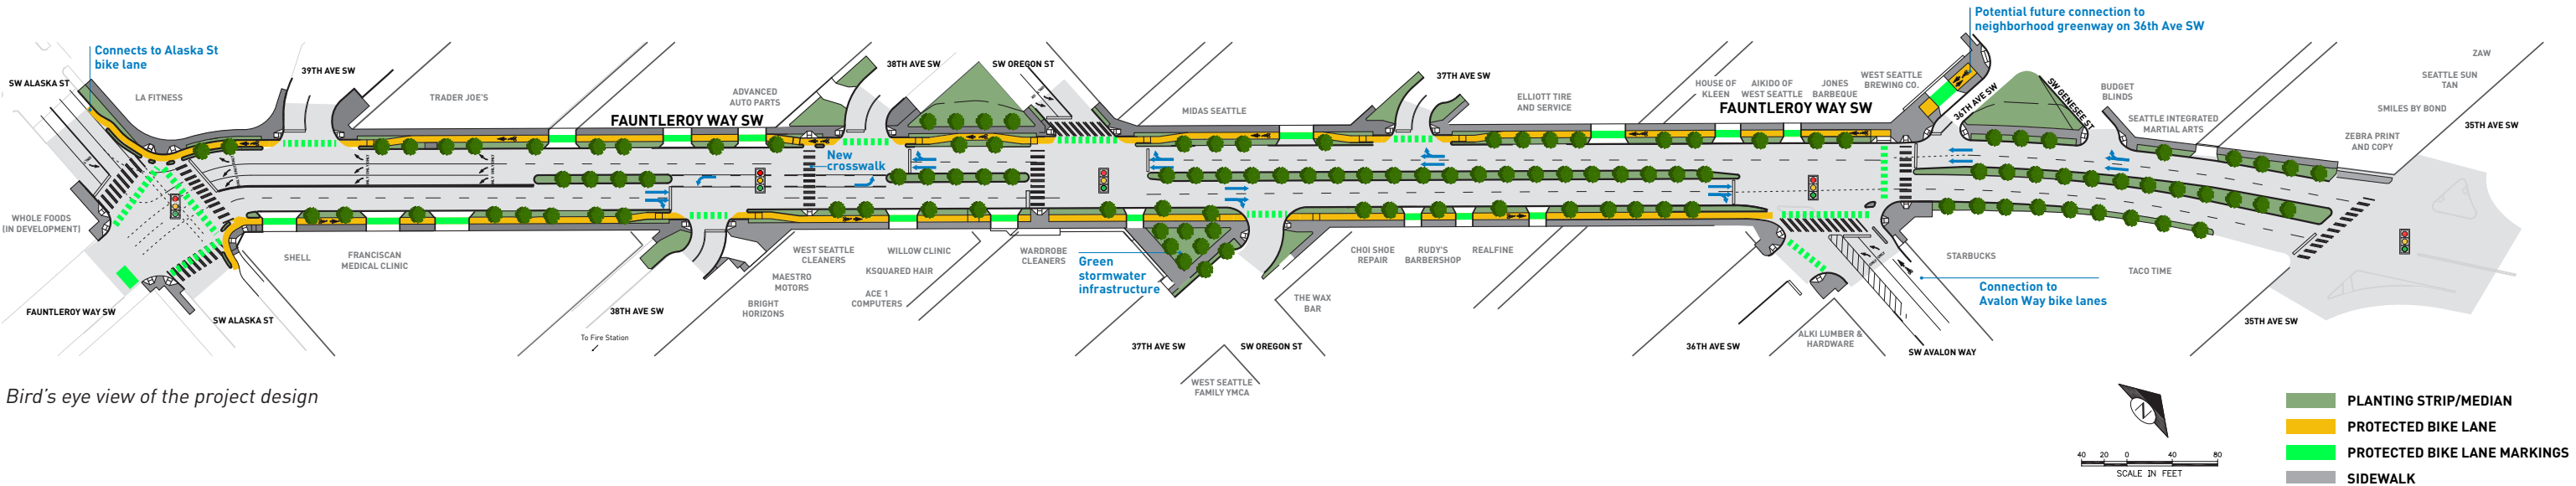 Potential future connection to
neighborhood greenway on 36th Ave SW
Connects to Alaska St
bike lane
SW ALASKA ST
LA FITNESS
39TH AVE SW
TRADER JOE'S
ADVANCED
AUTO PARTS
FAUNTLEROY WAY SW
38TH AVE SW
SW OREGON ST
MIDAS SEATTLE
37TH AVE SW
ELLIOTT TIRE
AND SERVICE
HOUSE OF
KLEEN
AIKIDO OF
WEST SEATTLE
JONES
BARBEQUE
WEST SEATTLE
BREWING CO.
FAUNTLEROY WAY SW
36TH AVE SW
SW GENESEE ST
BUDGET
BLINDS
SEATTLE INTEGRATED
MARTIAL ARTS
ZAW
SEATTLE SUN
TAN
SMILES BY BOND
35TH AVE SW
ZEBRA PRINT
AND COPY
New
crosswalk
WHOLE FOODS
(IN DEVELOPMENT)
FAUNTLEROY WAY SW
SW ALASKA ST
SHELL
FRANCISCAN
MEDICAL CLINIC
38TH AVE SW
To Fire Station
WEST SEATTLE
CLEANERS
MAESTRO
MOTORS
BRIGHT
HORIZONS
WILLOW CLINIC
KSQUARED HAIR
ACE 1
COMPUTERS
WARDROBE
CLEANERS
Green
stormwater
infrastructure
37TH AVE SW
SW OREGON ST
WEST SEATTLE
FAMILY YMCA
THE WAX
BAR
CHOI SHOE
REPAIR
RUDY'S
BARBERSHOP
REALFINE
36TH AVE SW
ALKI LUMBER &
HARDWARE
SW AVALON WAY
STARBUCKS
Connection to
Avalon Way bike lanes
TACO TIME
35TH AVE SW
Bird's eye view of the project design
N
40 20 0 40 80
SCALE IN FEET
PLANTING STRIP/MEDIAN
PROTECTED BIKE LANE
PROTECTED BIKE LANE MARKINGS
SIDEWALK